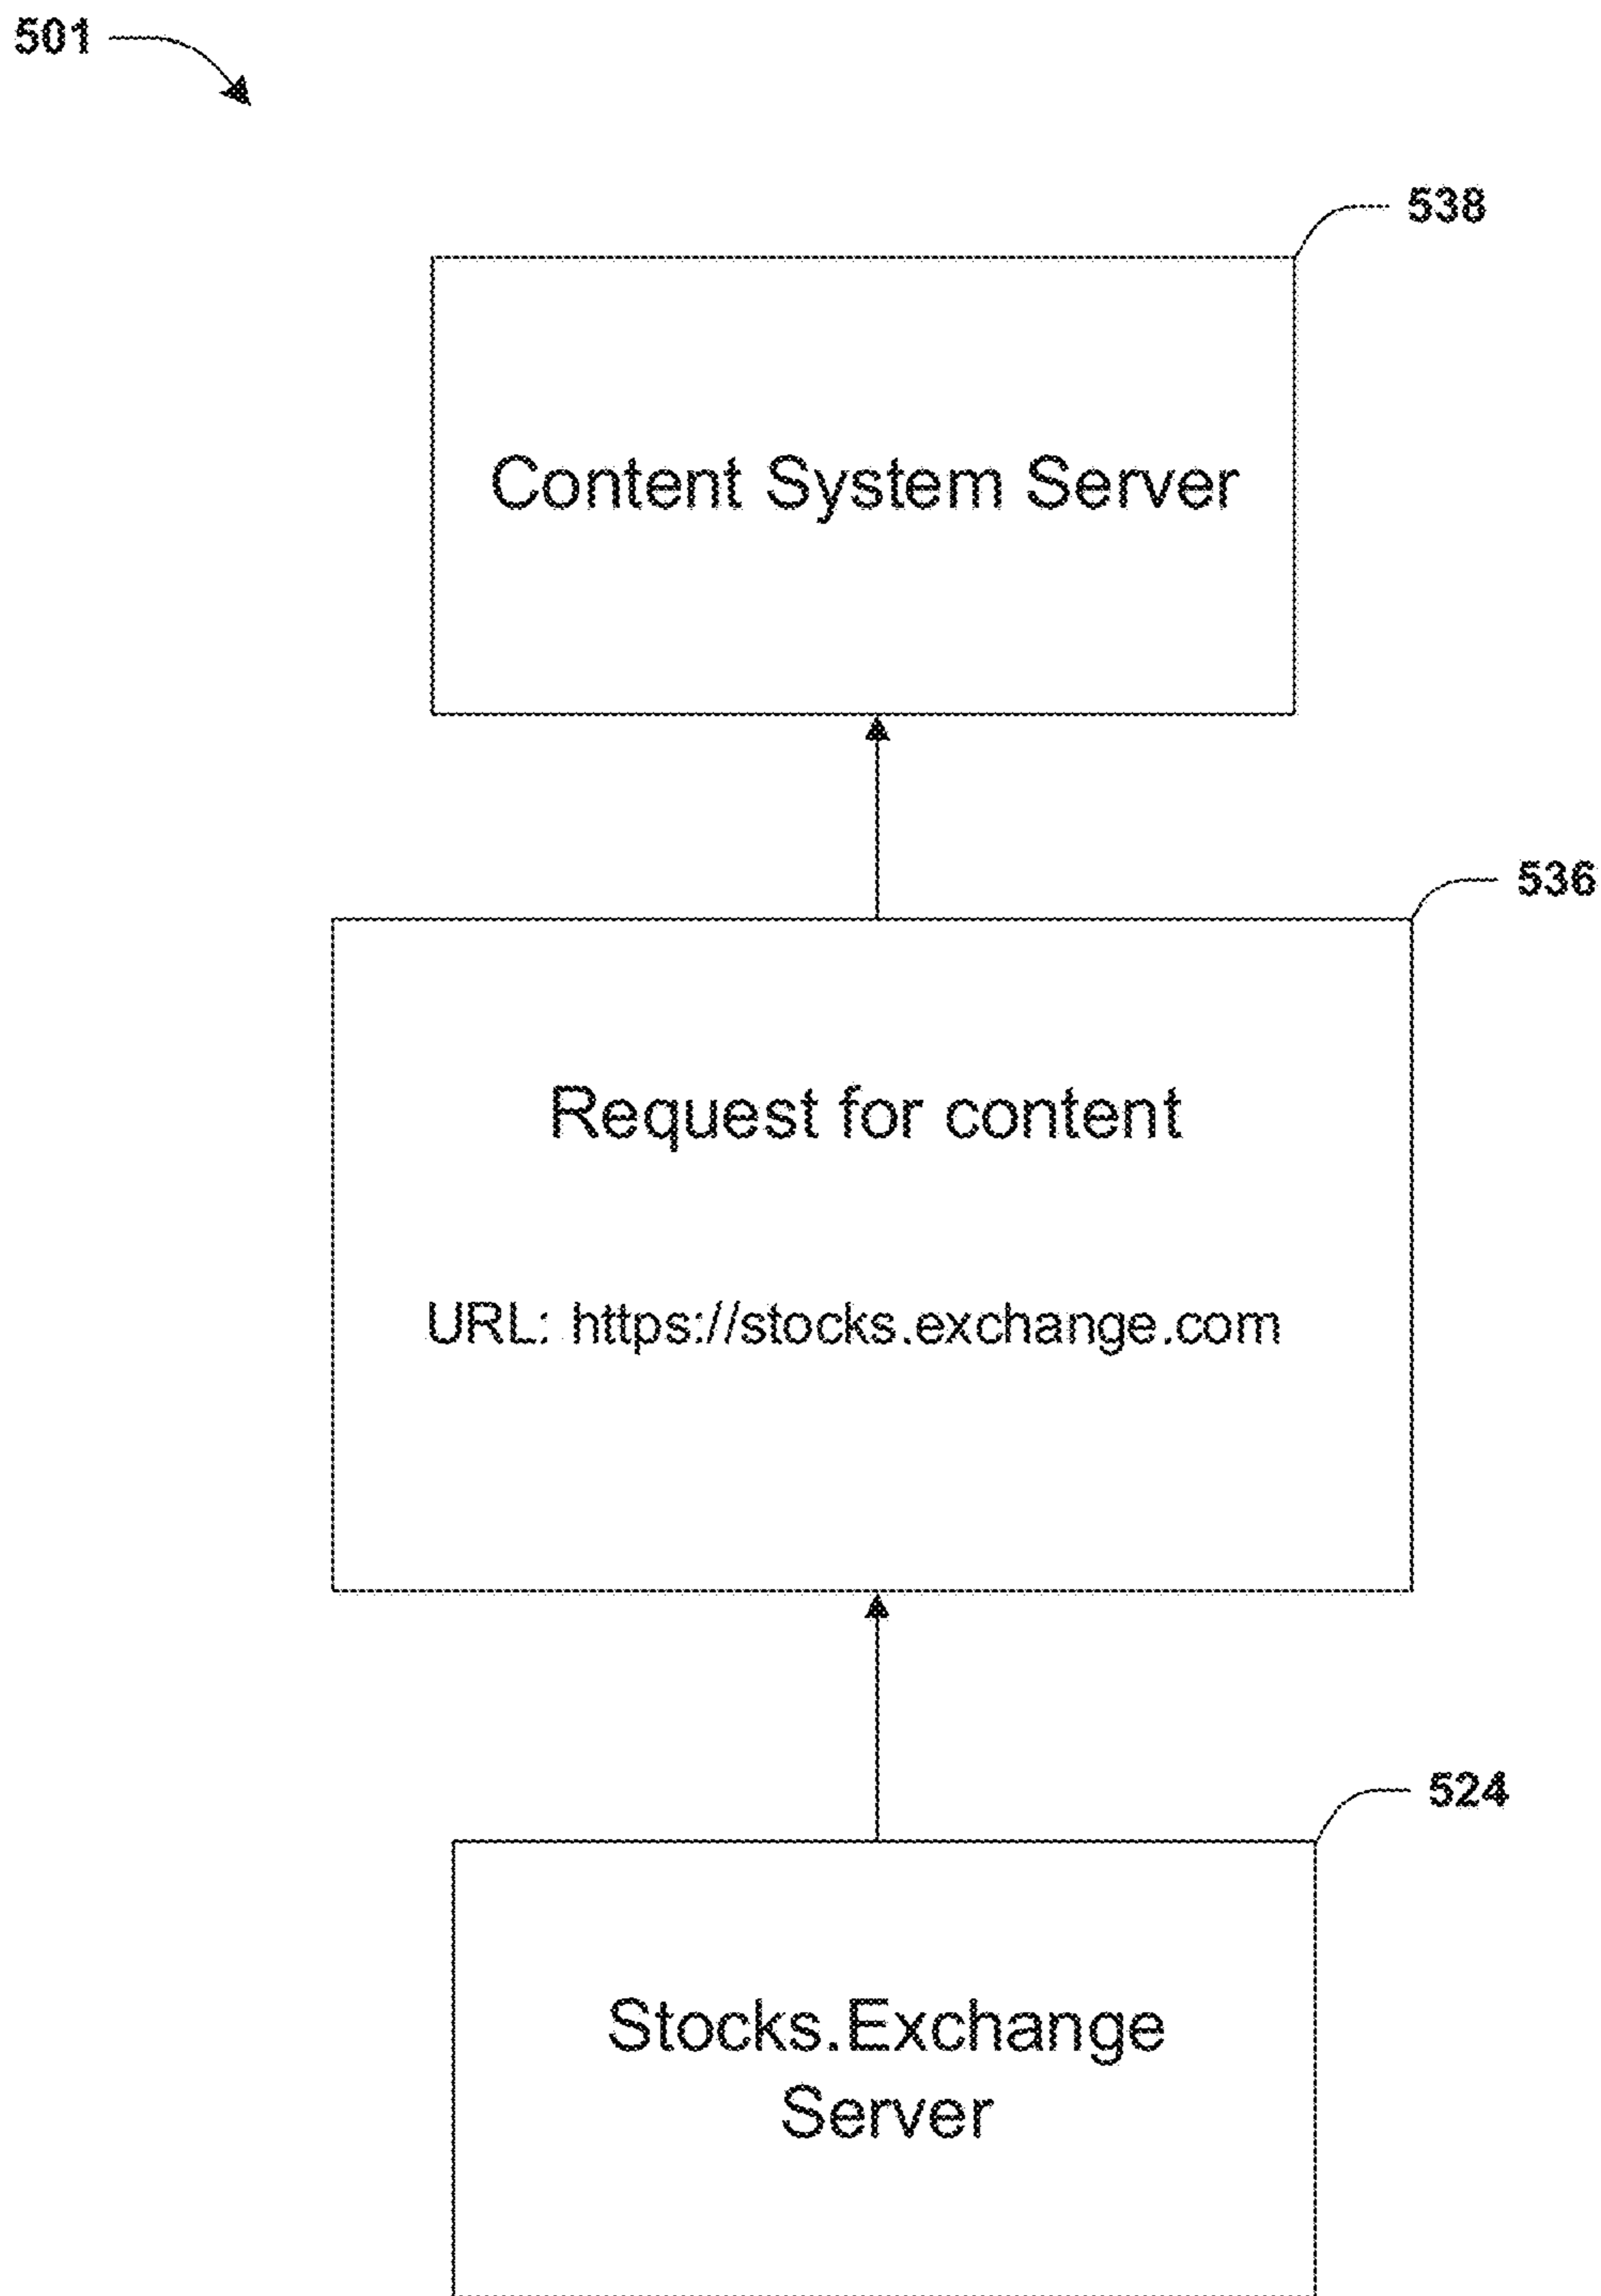 501
538
Content System Server
536
Request for content
URL: https://stocks.exchange.com
524
Stocks.Exchange
Server